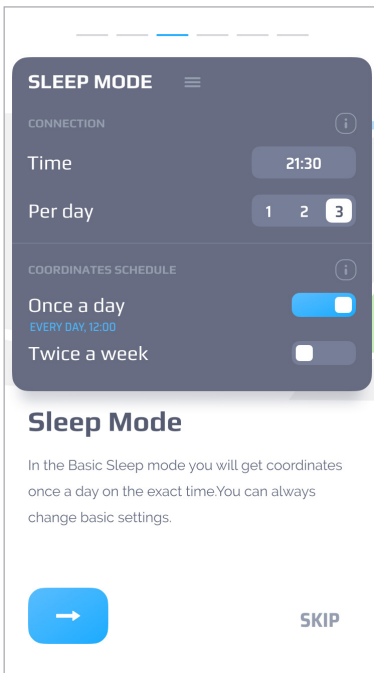 SLEEP MODE
CONNECTION
Time
21:30
Per day
1 2 3
COORDINATES SCHEDULE
Once a day
EVERY DAY, 12:00
Twice a week
Sleep Mode
In the Basic Sleep mode you will get coordinates
once a day on the exact time.You can always
change basic settings.
SKIP